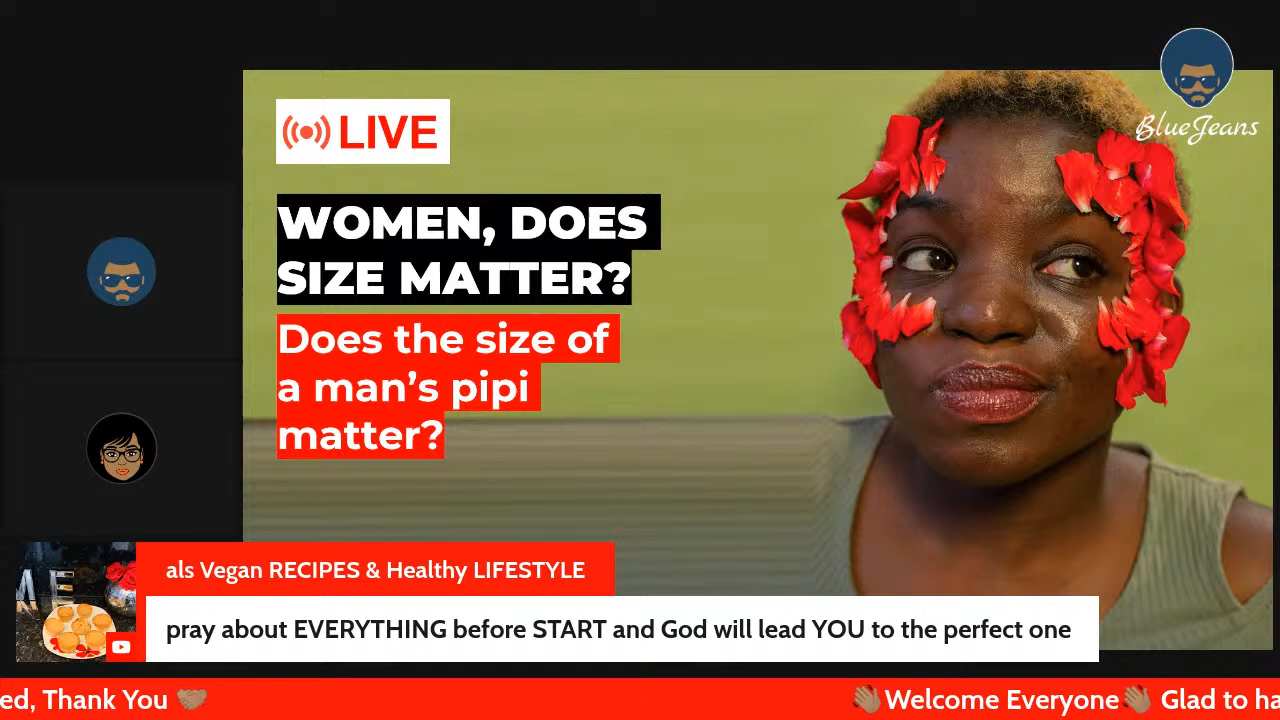 LIVE
BlueJeans
WOMEN, DOES
SIZE MATTER?
Does the size of
a man's pipi
matter?
als Vegan RECIPES & Healthy LIFESTYLE
pray about EVERYTHING before START and God will lead YOU to the perfect one
ed, Thank You 🤝🏽 👋🏽Welcome Everyone👋🏽 Glad to ha